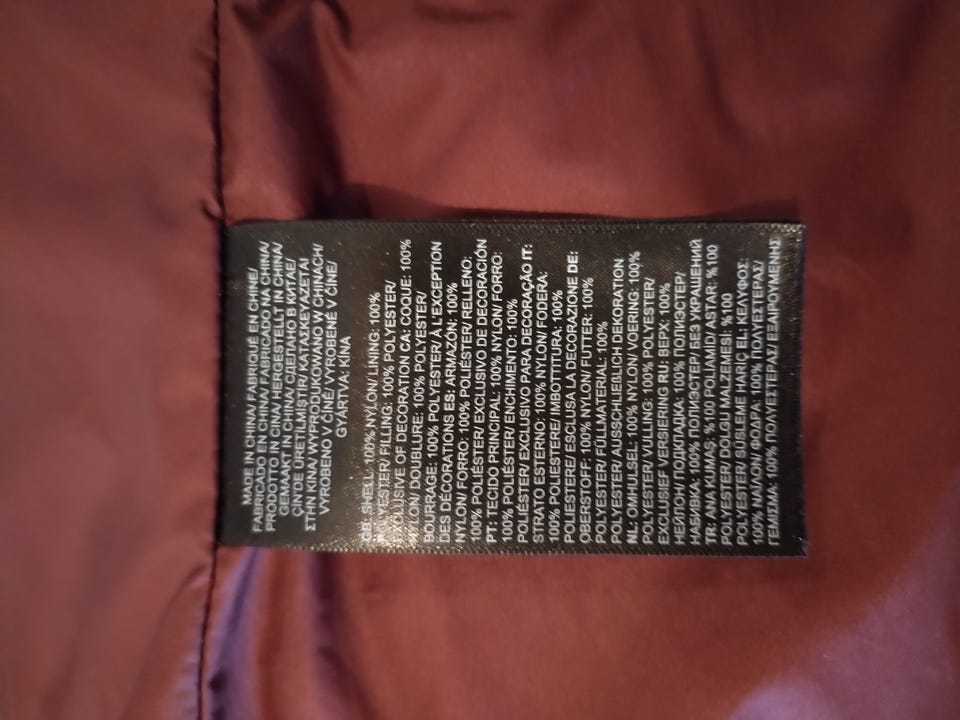 MADE IN CHINA/ FABRIQUÉ EN CHINE/
FABRICADO EN CHINA/ FABRICADO NA CHINA/
PRODOTTO IN CINA/ HERGESTELLT IN CHINA/
GEMAAKT IN CHINA/ СДЕЛАНО В КИТАЕ/
ÇIN'DE ÜRETILMIŞTIR/ ΚΑΤΑΣΚΕΥΑΖΕΤΑΙ
ΣΤΗΝ ΚΙΝΑ/ WYPRODUKOWANO W CHINACH/
VYROBENO V ČÍNĚ/ VYROBENÉ V ČÍNE/
GYÁRTVA: KÍNA
GB: SHELL: 100% NYLON/ LINING: 100%
POLYESTER/ FILLING: 100% POLYESTER/
EXCLUSIVE OF DECORATION CA: COQUE: 100%
NYLON/ DOUBLURE: 100% POLYESTER/
BOURRAGE: 100% POLYESTER/ À L'EXCEPTION
DES DÉCORATIONS ES: ARMAZÓN: 100%
NYLON/ FORRO: 100% POLIÉSTER/ RELLENO:
100% POLIÉSTER/ EXCLUSIVO DE DECORACIÓN
PT: TECIDO PRINCIPAL: 100% NYLON/ FORRO:
100% POLIÉSTER/ ENCHIMENTO: 100%
POLIÉSTER/ EXCLUSIVO PARA DECORAÇÃO IT:
STRATO ESTERNO: 100% NYLON/ FODERA:
100% POLIESTERE/ IMBOTTITURA: 100%
POLIESTERE/ ESCLUSA LA DECORAZIONE DE:
OBERSTOFF: 100% NYLON/ FUTTER: 100%
POLYESTER/ FÜLLMATERIAL: 100%
POLYESTER/ AUSSCHLIEßLICH DEKORATION
NL: OMHULSEL: 100% NYLON/ VOERING: 100%
POLYESTER/ VULLING: 100% POLYESTER/
EXCLUSIEF VERSIERING RU: ВЕРХ: 100%
НЕЙЛОН/ ПОДКЛАДКА: 100% ПОЛИЭСТЕР/
НАБИВКА: 100% ПОЛИЭСТЕР/ БЕЗ УКРАШЕНИЙ
TR: ANA KUMAŞ: %100 POLIAMID/ ASTAR: %100
POLYESTER/ DOLGU MALZEMESI: %100
POLYESTER/ SÜSLEME HARIÇ EL: ΚΕΛΥΦΟΣ:
100% ΝΑΙΛΟΝ/ ΦΟΔΡΑ: 100% ΠΟΛΥΕΣΤΕΡΑΣ/
ΓΕΜΙΣΜΑ: 100% ΠΟΛΥΕΣΤΕΡΑΣ/ ΕΞΑΙΡΟΥΜΕΝΗΣ